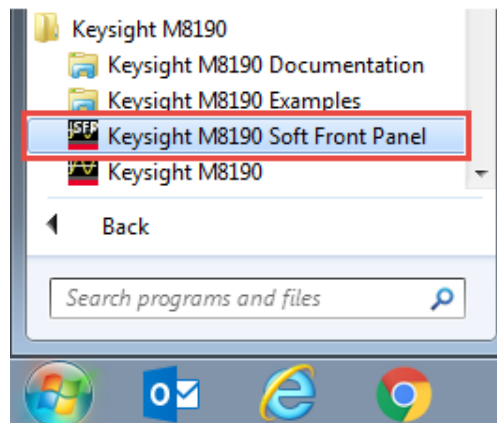 Keysight M8190
Keysight M8190 Documentation
Keysight M8190 Examples
Keysight M8190 Soft Front Panel
Keysight M8190
Back
Search programs and files